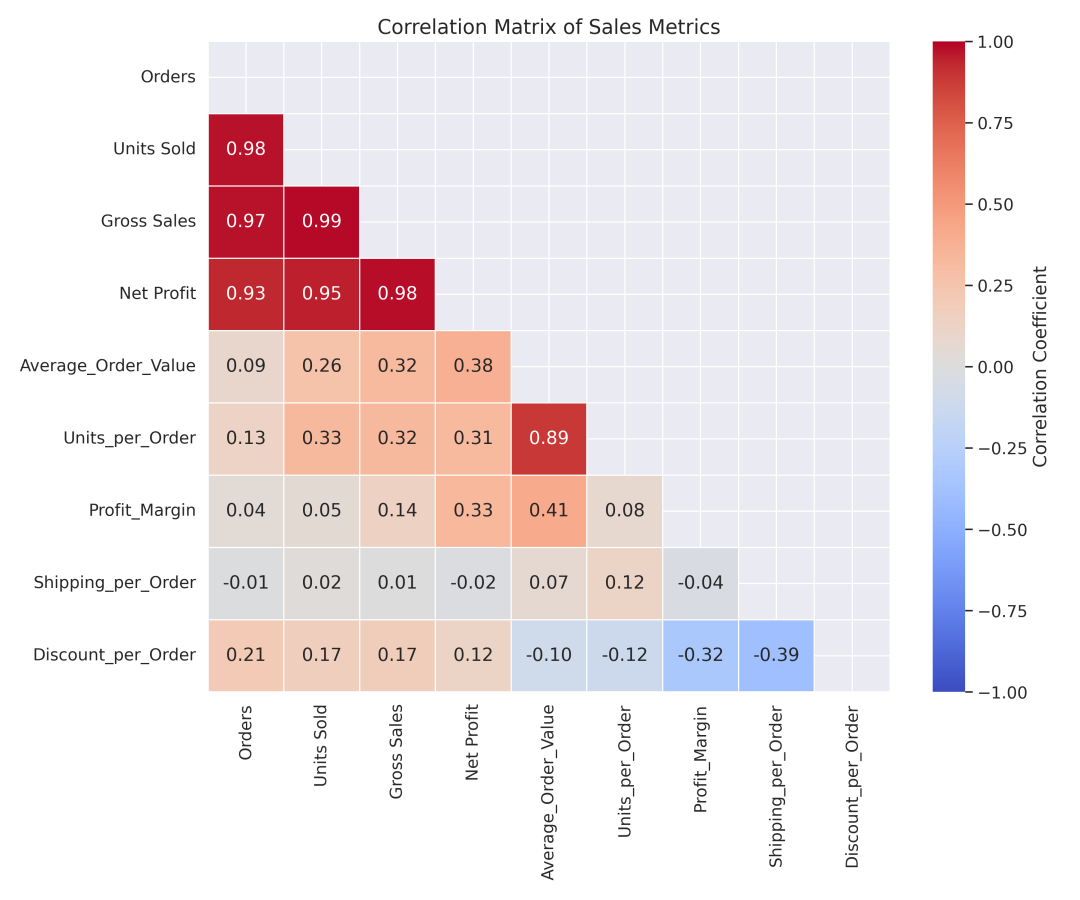 Correlation Matrix of Sales Metrics
Orders
Units Sold 0.98
Gross Sales 0.97 0.99
Net Profit 0.93 0.95 0.98
Average_Order_Value 0.09 0.26 0.32 0.38
Units_per_Order 0.13 0.33 0.32 0.31 0.89
Profit_Margin 0.04 0.05 0.14 0.33 0.41 0.08
Shipping_per_Order -0.01 0.02 0.01 -0.02 0.07 0.12 -0.04
Discount_per_Order 0.21 0.17 0.17 0.12 -0.10 -0.12 -0.32 -0.39
Orders
Units Sold
Gross Sales
Net Profit
Average_Order_Value
Units_per_Order
Profit_Margin
Shipping_per_Order
Discount_per_Order
1.00
0.75
0.50
0.25
0.00
−0.25
−0.50
−0.75
−1.00
Correlation Coefficient